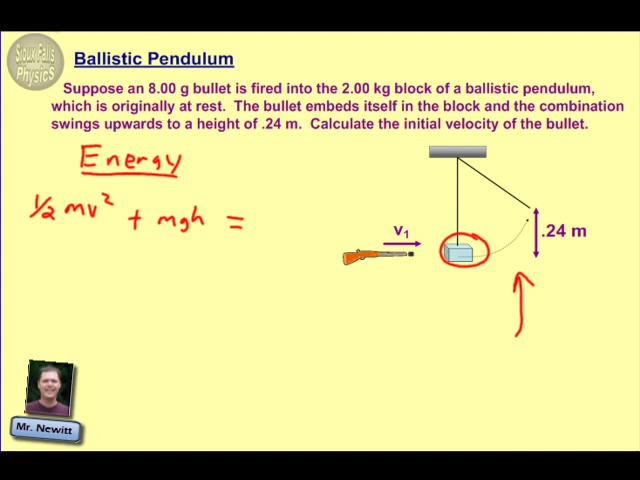 Sioux Falls
Physics
Ballistic Pendulum
Suppose an 8.00 g bullet is fired into the 2.00 kg block of a ballistic pendulum,
which is originally at rest. The bullet embeds itself in the block and the combination
swings upwards to a height of .24 m. Calculate the initial velocity of the bullet.
Energy
½ mv² + mgh =
v₁
.24 m
Mr. Newitt